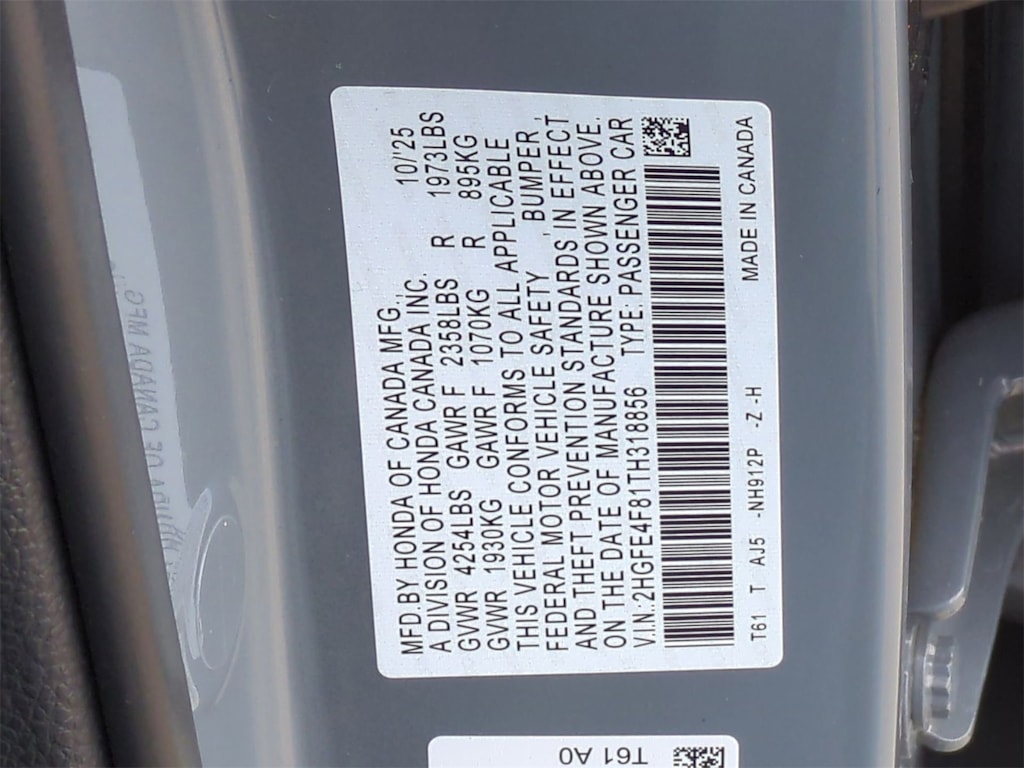 MFD.BY HONDA OF CANADA MFG., 10/'25
A DIVISION OF HONDA CANADA INC.
GVWR 4254LBS GAWR F 2358LBS R 1973LBS
GVWR 1930KG GAWR F 1070KG R 895KG
THIS VEHICLE CONFORMS TO ALL APPLICABLE
FEDERAL MOTOR VEHICLE SAFETY , BUMPER ,
AND THEFT PREVENTION STANDARDS IN EFFECT
ON THE DATE OF MANUFACTURE SHOWN ABOVE.
V.I.N.:2HGFE4F81TH318856 TYPE: PASSENGER CAR
T61 T AJ5 -NH912P -Z -H MADE IN CANADA
T61 A0